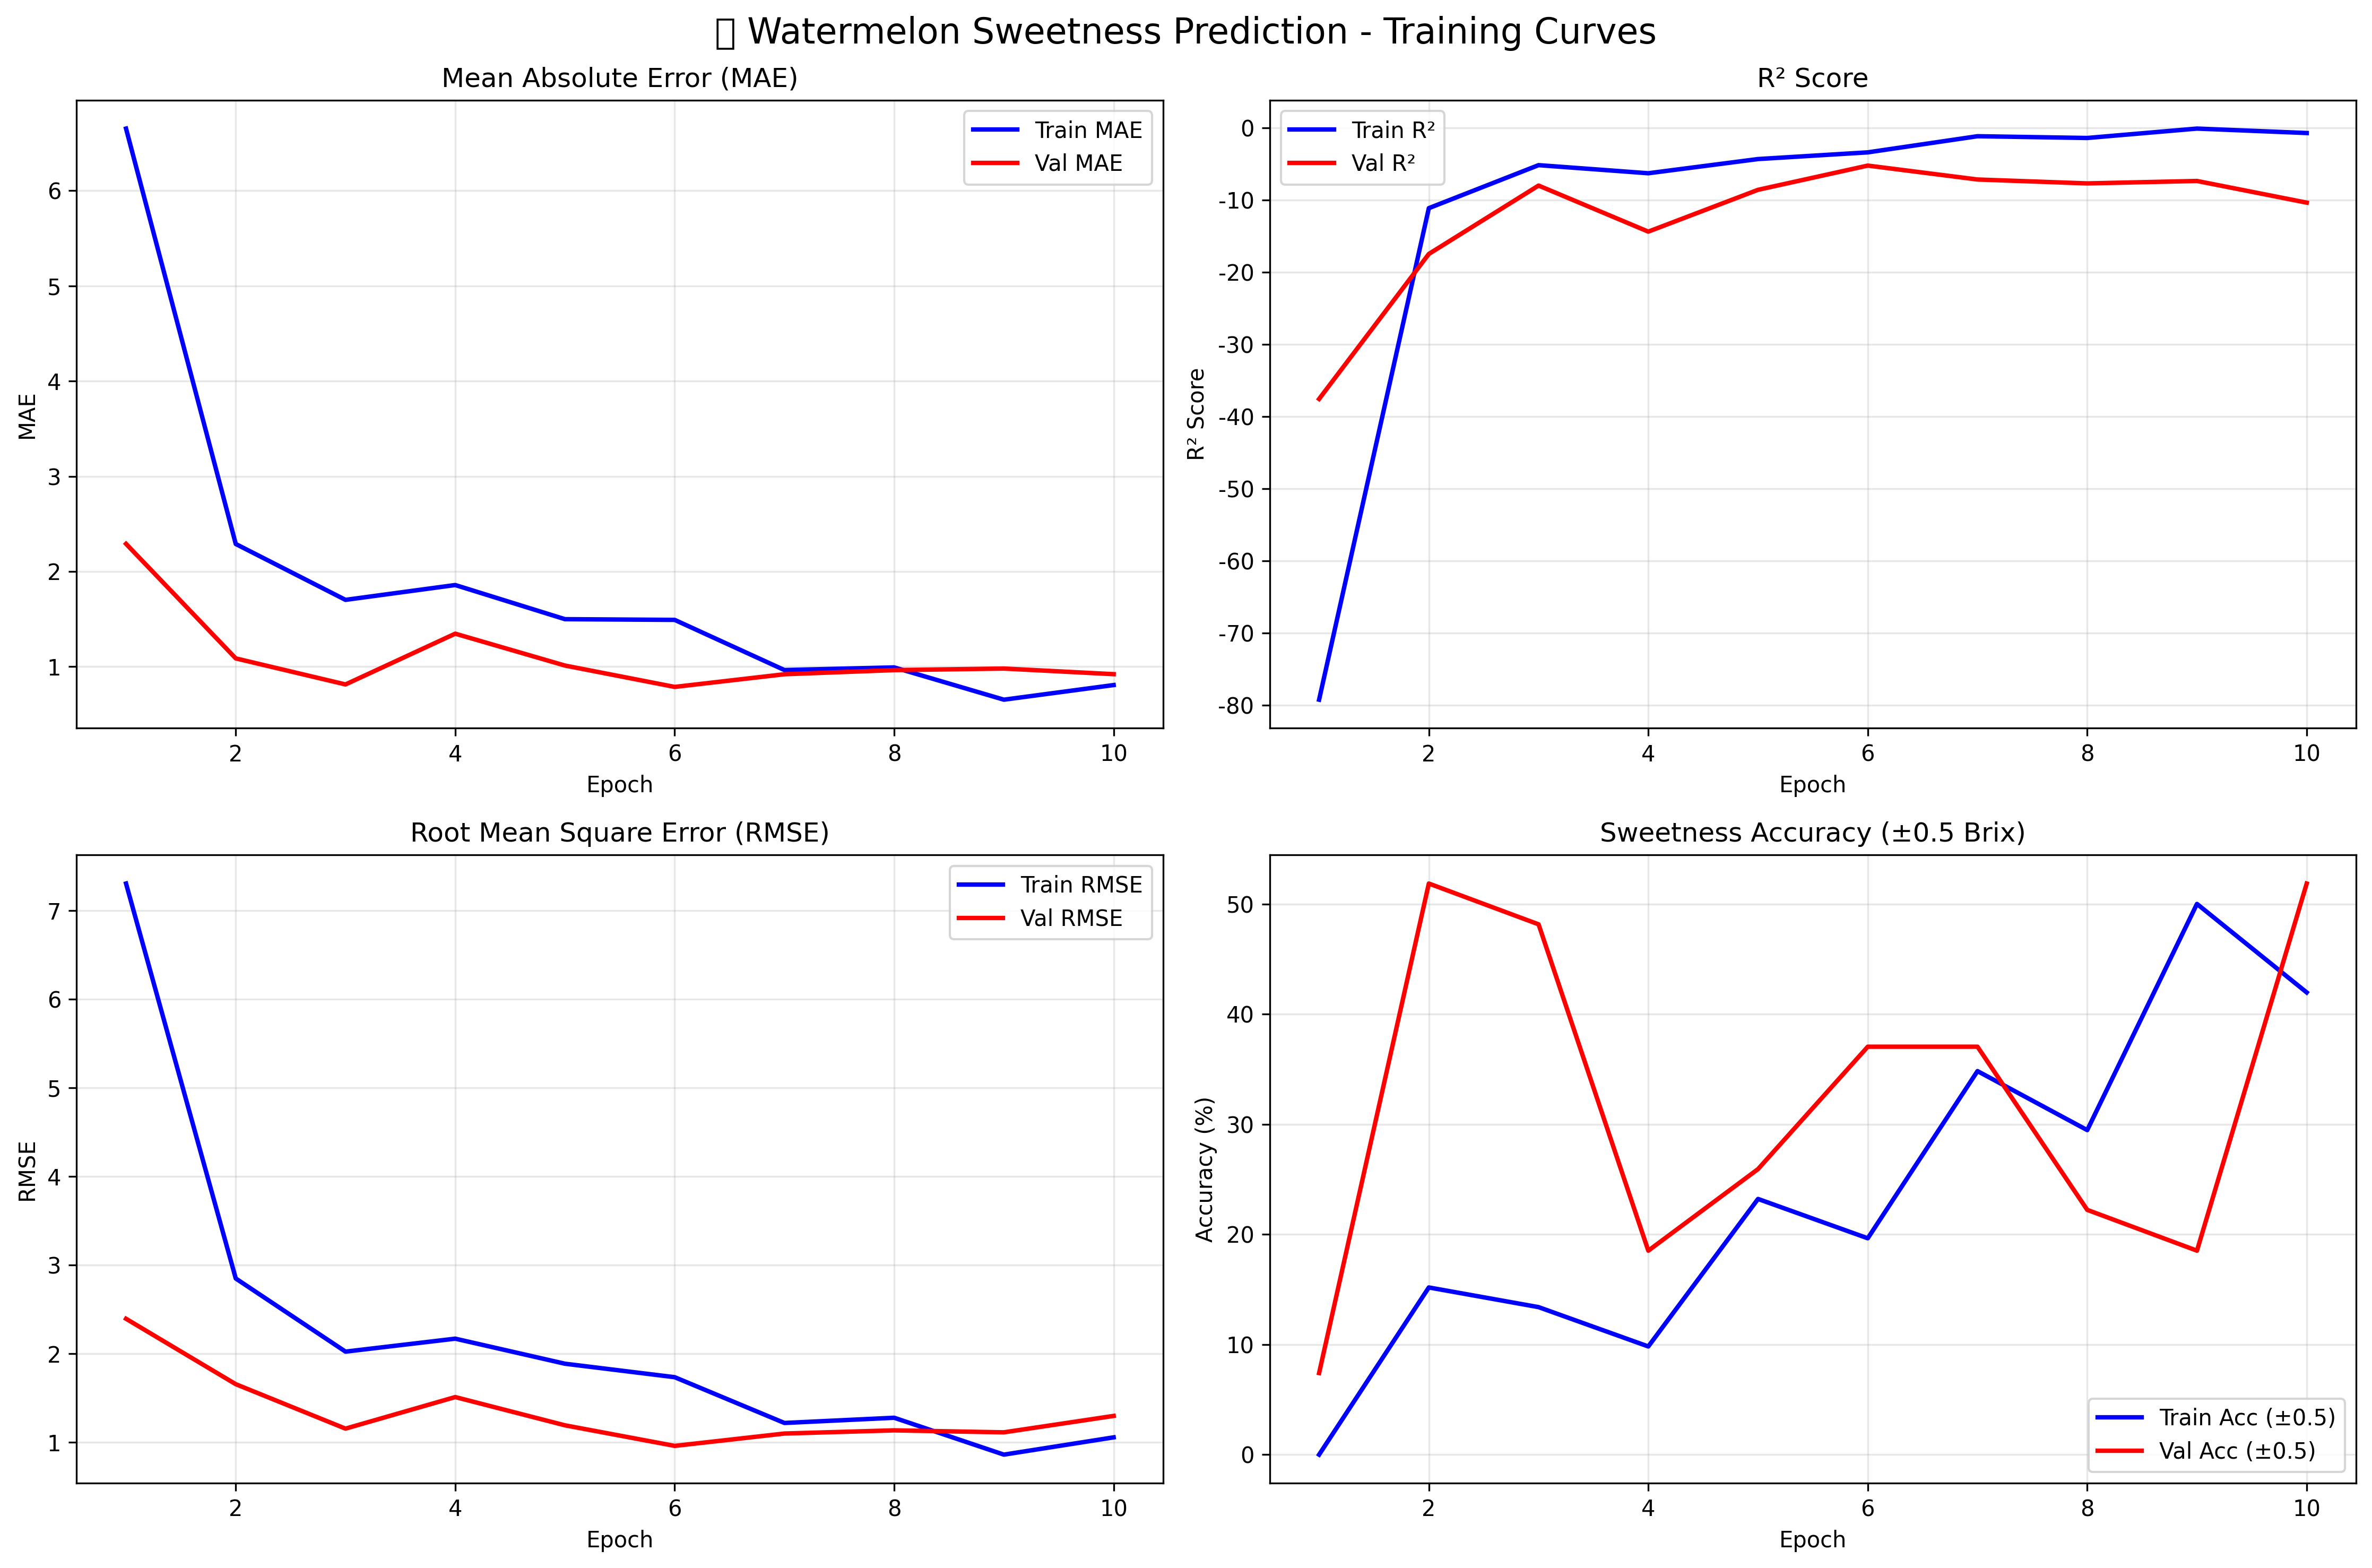 ▯ Watermelon Sweetness Prediction - Training Curves
Mean Absolute Error (MAE)
Train MAE
Val MAE
MAE
6
5
4
3
2
1
2
4
6
8
10
Epoch
R² Score
Train R²
Val R²
R² Score
0
-10
-20
-30
-40
-50
-60
-70
-80
2
4
6
8
10
Epoch
Root Mean Square Error (RMSE)
Train RMSE
Val RMSE
RMSE
7
6
5
4
3
2
1
2
4
6
8
10
Epoch
Sweetness Accuracy (±0.5 Brix)
Accuracy (%)
50
40
30
20
10
0
Train Acc (±0.5)
Val Acc (±0.5)
2
4
6
8
10
Epoch